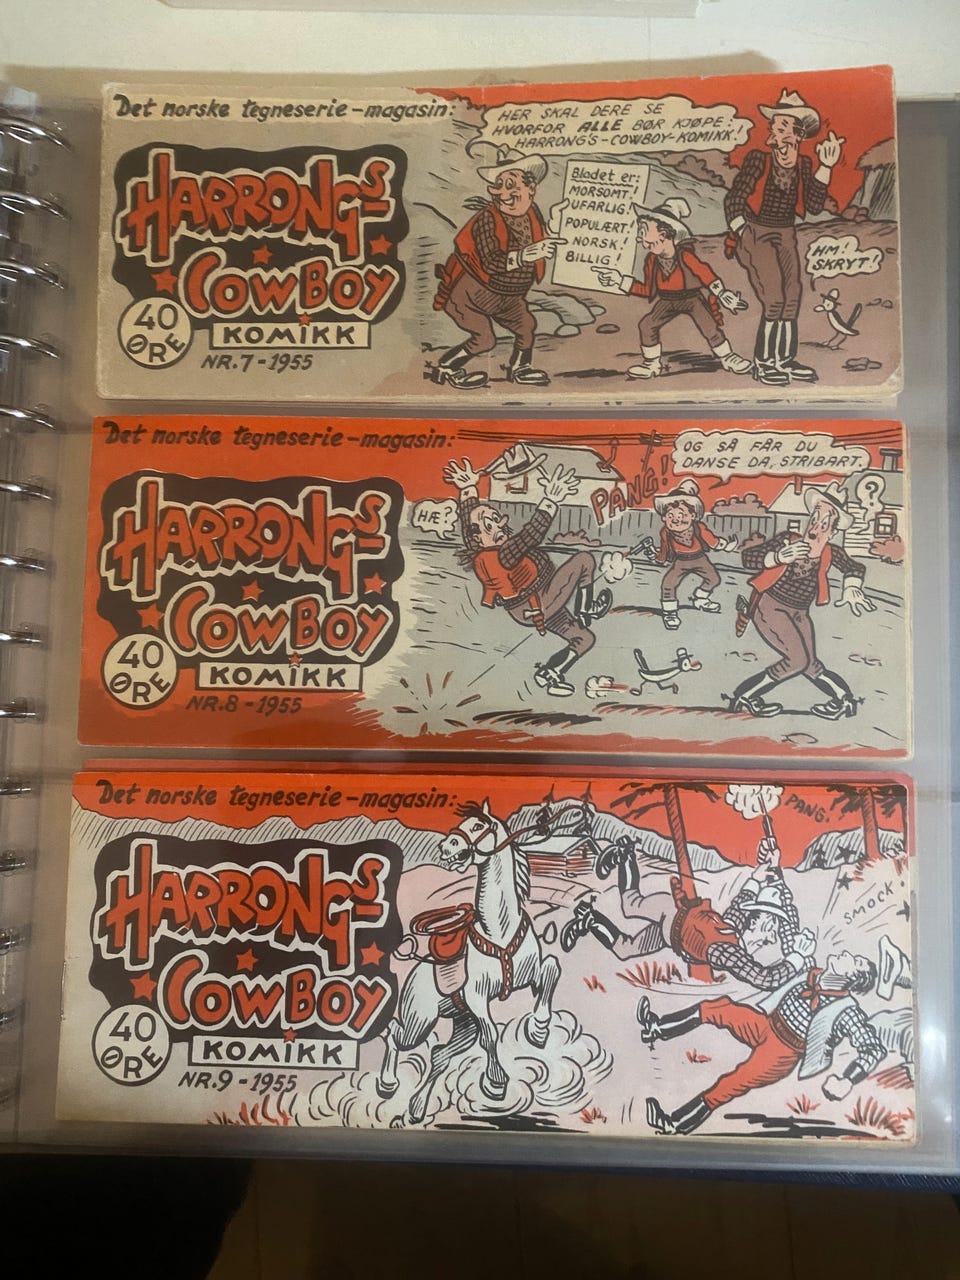 Det norske tegneserie-magasin:
HARRONGS
COWBOY
KOMIKK
40
ØRE
NR.7-1955
HER SKAL DERE SE
HVORFOR ALLE BØR KJØPE:
HARRONG'S-COWBOY-KOMIKK!
Bladet er:
MORSOMT!
UFARLIG!
POPULÆRT!
NORSK!
BILLIG!
HM!
SKRYT!
Det norske tegneserie-magasin:
HARRONGS
COWBOY
KOMIKK
40
ØRE
NR.8-1955
HÆ?
PANG!
OG SÅ FÅR DU
DANSE DA, STRIBART.
?
Det norske tegneserie-magasin:
HARRONGS
COWBOY
KOMIKK
40
ØRE
NR.9-1955
PANG!
SMOCK!